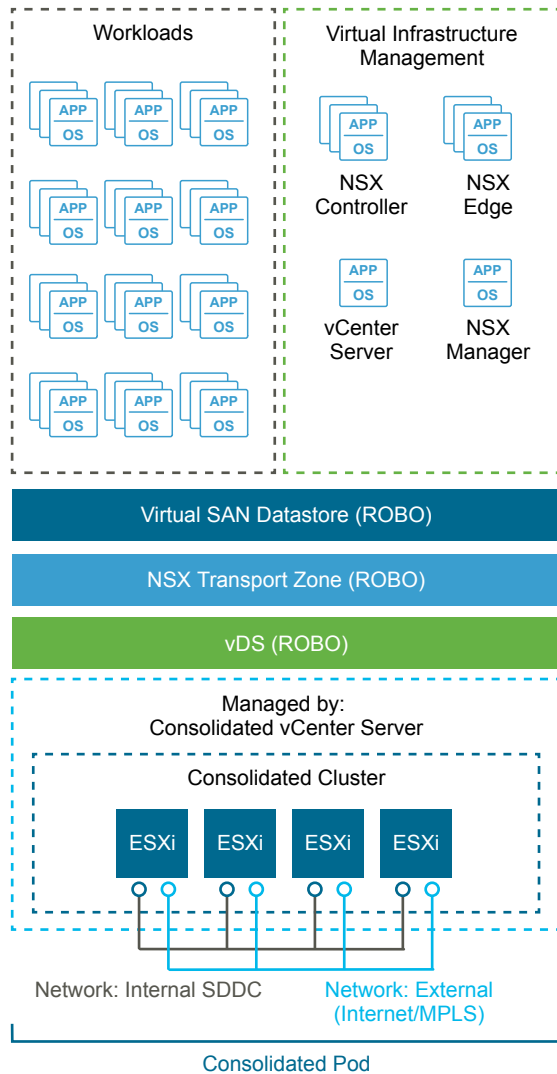 Workloads
Virtual Infrastructure
Management
APP APP APP
OS OS OS
APP APP APP
OS OS OS
APP APP APP
OS OS OS
APP APP APP
OS OS OS
APP APP
OS OS
NSX
Controller
NSX
Edge
APP APP
OS OS
vCenter
Server
NSX
Manager
Virtual SAN Datastore (ROBO)
NSX Transport Zone (ROBO)
vDS (ROBO)
Managed by:
Consolidated vCenter Server
Consolidated Cluster
ESXi ESXi ESXi ESXi
Network: Internal SDDC
Network: External
(Internet/MPLS)
Consolidated Pod